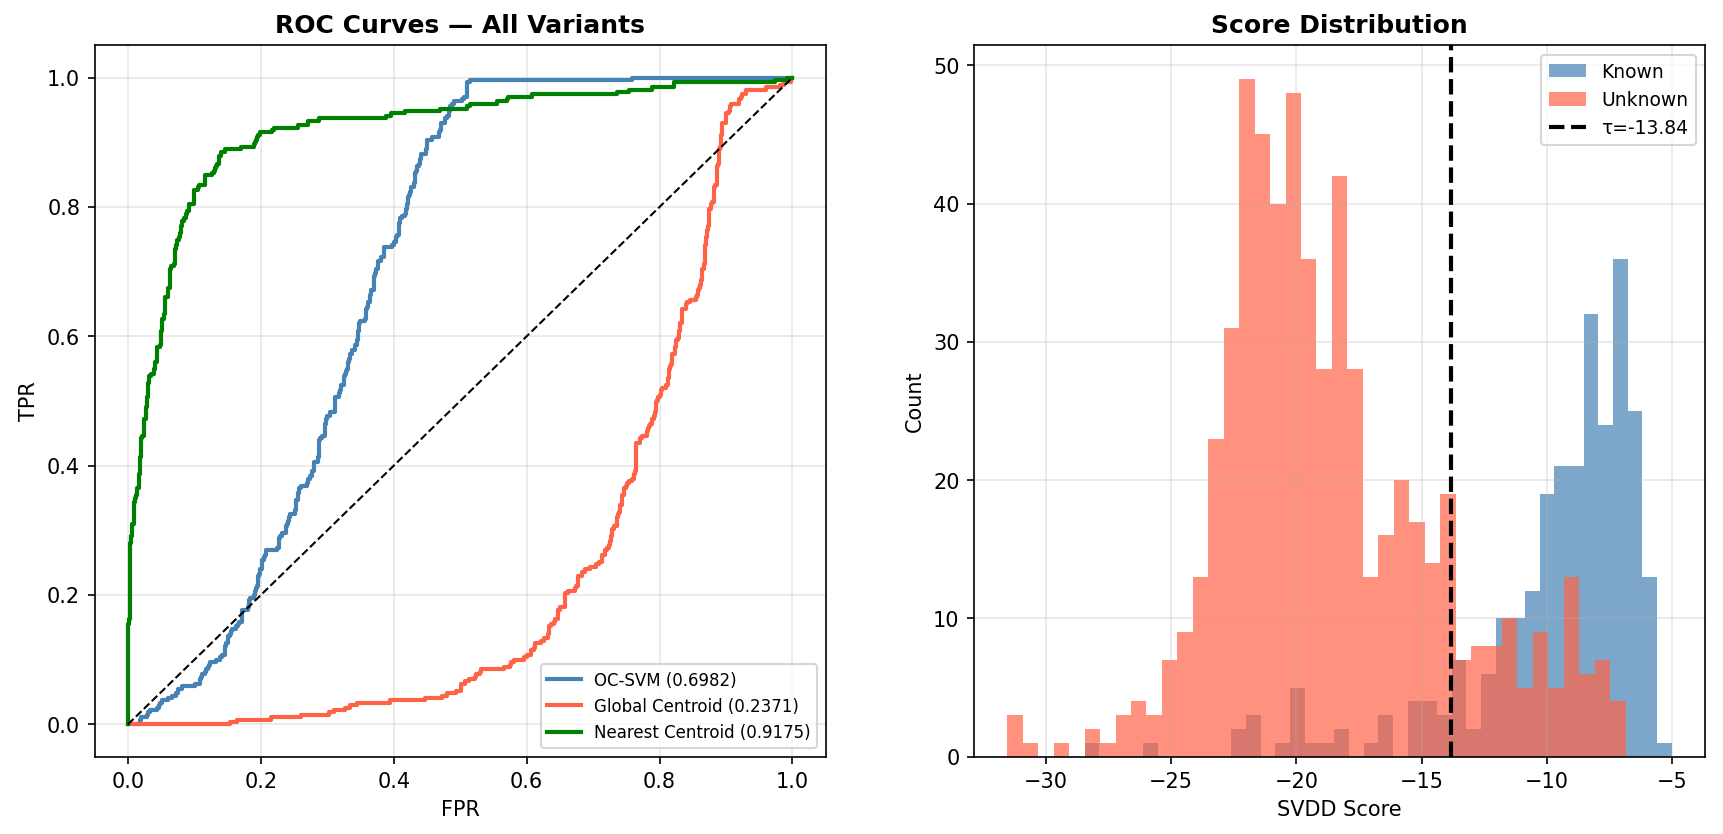 ROC Curves — All Variants
1.0
0.8
0.6
0.4
0.2
0.0
TPR
0.0
0.2
0.4
0.6
0.8
1.0
FPR
OC-SVM (0.6982)
Global Centroid (0.2371)
Nearest Centroid (0.9175)
Score Distribution
50
40
30
20
10
0
Count
−30
−25
−20
−15
−10
−5
SVDD Score
Known
Unknown
τ=-13.84